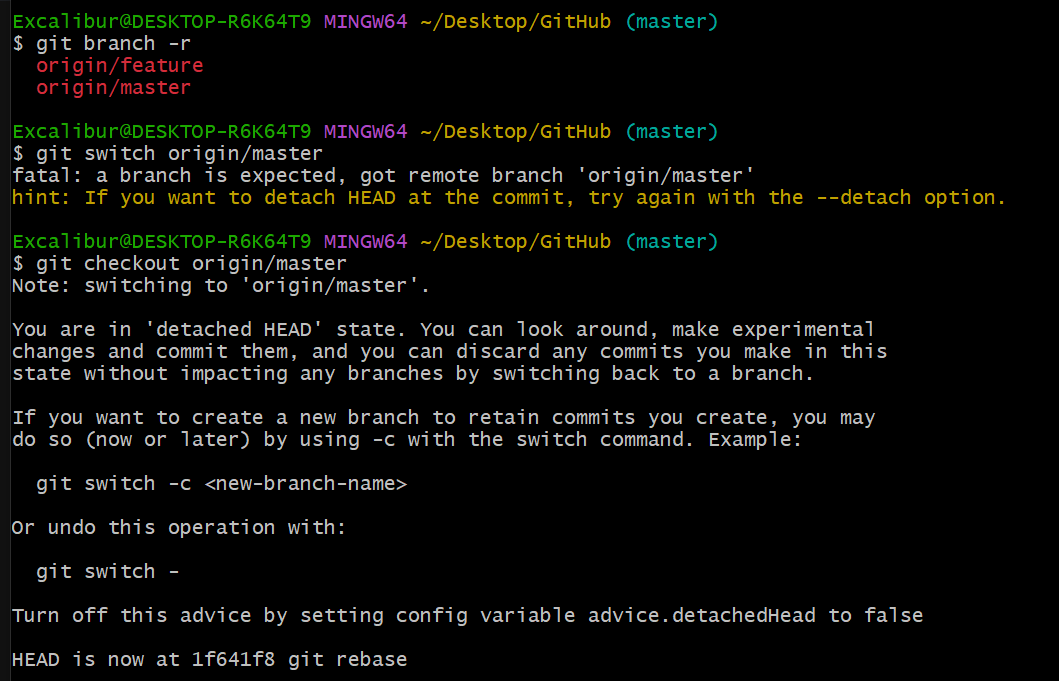 Excalibur@DESKTOP-R6K64T9 MINGW64 ~/Desktop/GitHub (master)
$ git branch -r
  origin/feature
  origin/master

Excalibur@DESKTOP-R6K64T9 MINGW64 ~/Desktop/GitHub (master)
$ git switch origin/master
fatal: a branch is expected, got remote branch 'origin/master'
hint: If you want to detach HEAD at the commit, try again with the --detach option.

Excalibur@DESKTOP-R6K64T9 MINGW64 ~/Desktop/GitHub (master)
$ git checkout origin/master
Note: switching to 'origin/master'.

You are in 'detached HEAD' state. You can look around, make experimental
changes and commit them, and you can discard any commits you make in this
state without impacting any branches by switching back to a branch.

If you want to create a new branch to retain commits you create, you may
do so (now or later) by using -c with the switch command. Example:

  git switch -c <new-branch-name>

Or undo this operation with:

  git switch -

Turn off this advice by setting config variable advice.detachedHead to false

HEAD is now at 1f641f8 git rebase